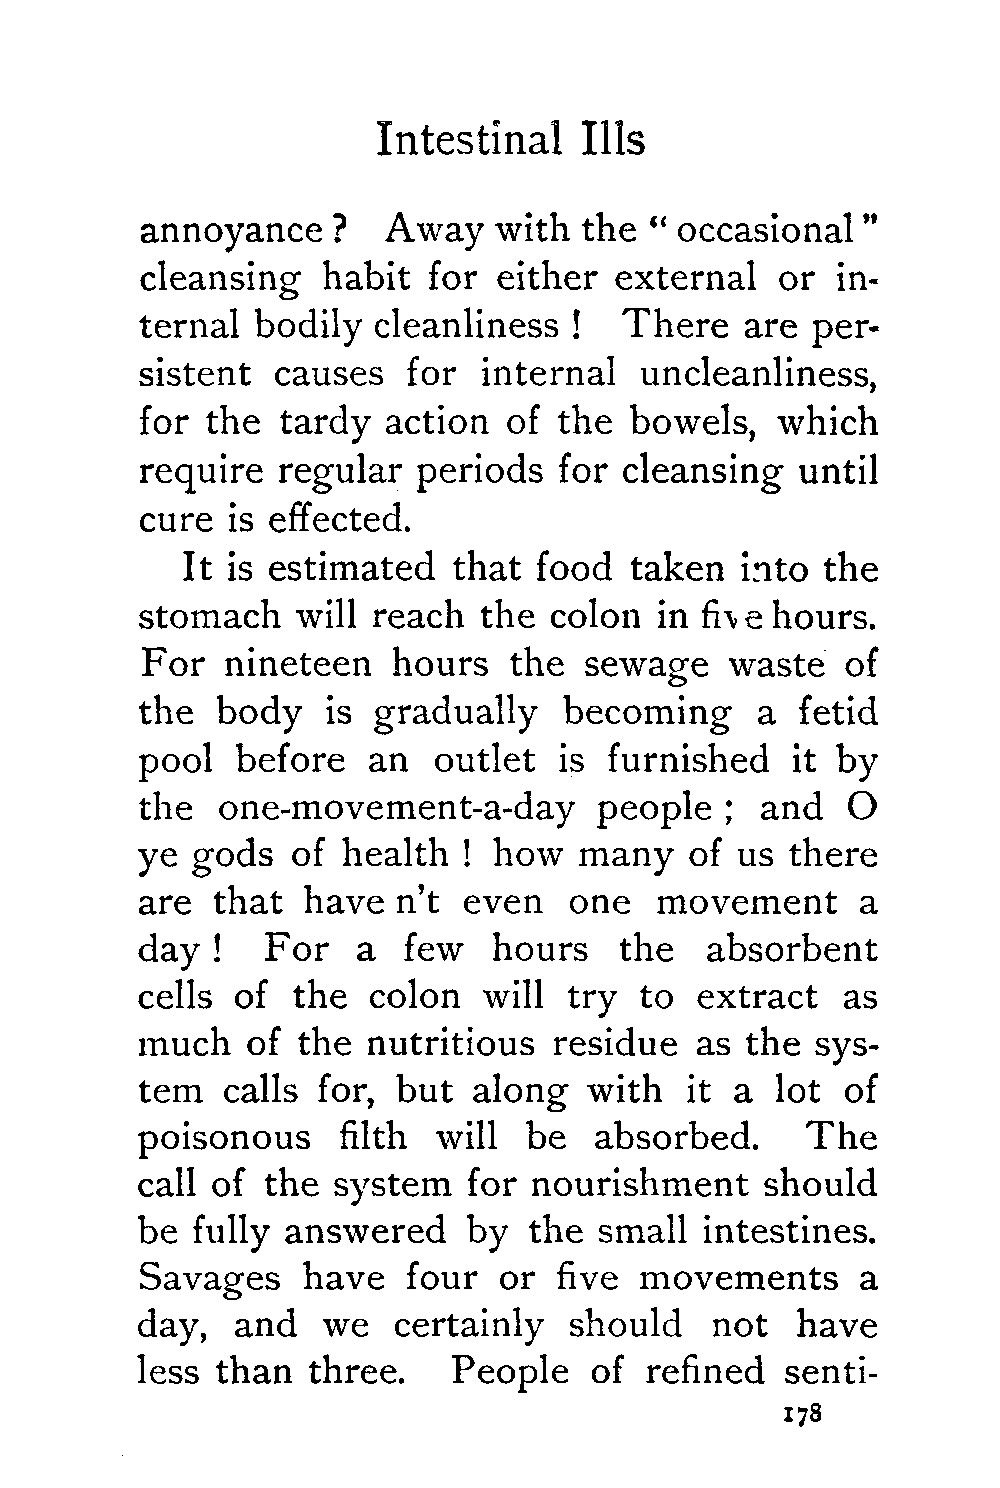 Intestinal Ills
annoyance ? Away with the " occasional "
cleansing habit for either external or in-
ternal bodily cleanliness ! There are per-
sistent causes for internal uncleanliness,
for the tardy action of the bowels, which
require regular periods for cleansing until
cure is effected.
It is estimated that food taken into the
stomach will reach the colon in five hours.
For nineteen hours the sewage waste of
the body is gradually becoming a fetid
pool before an outlet is furnished it by
the one-movement-a-day people ; and O
ye gods of health ! how many of us there
are that have n't even one movement a
day ! For a few hours the absorbent
cells of the colon will try to extract as
much of the nutritious residue as the sys-
tem calls for, but along with it a lot of
poisonous filth will be absorbed. The
call of the system for nourishment should
be fully answered by the small intestines.
Savages have four or five movements a
day, and we certainly should not have
less than three. People of refined senti-
178